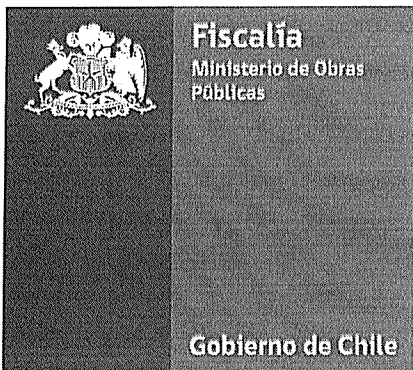 Fiscalía
Ministerio de Obras
Públicas
Gobierno de Chile